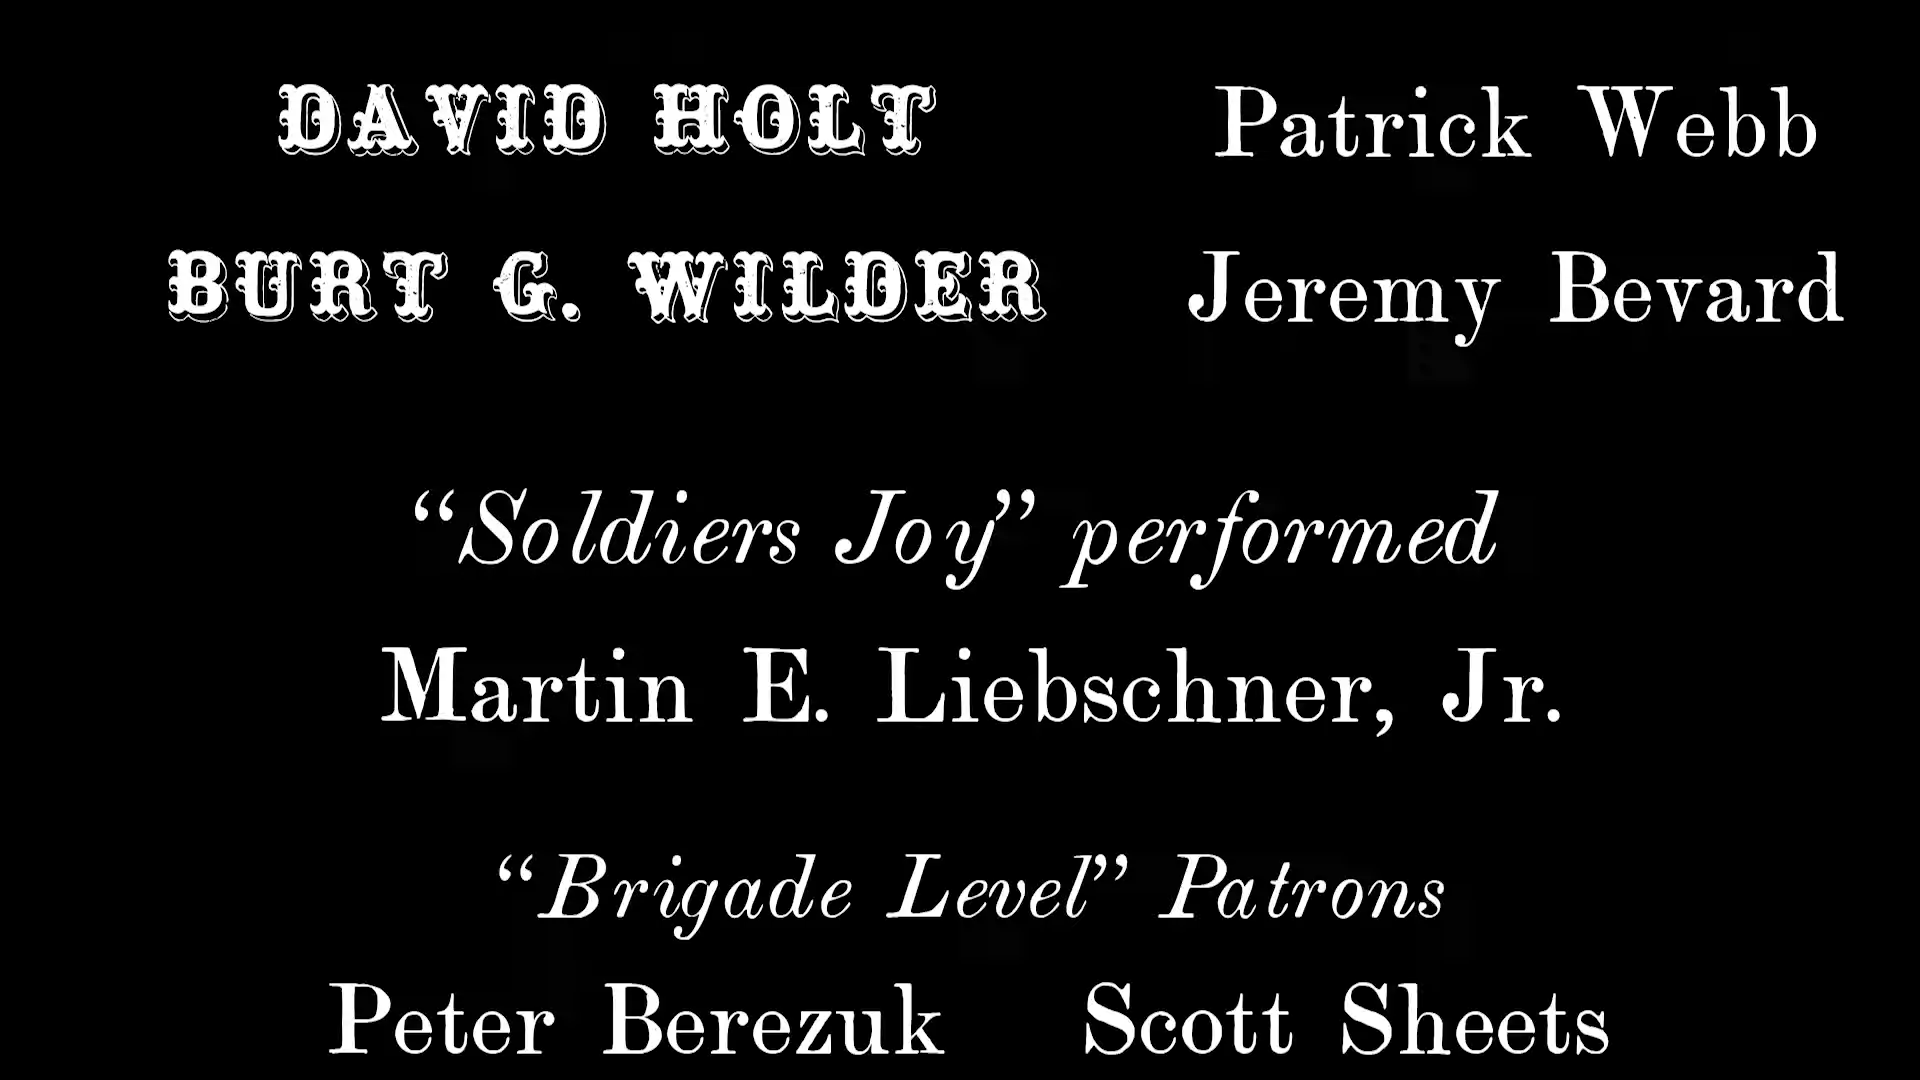 DAVID HOLT Patrick Webb
BURT G. WILDER Jeremy Bevard
“Soldiers Joy” performed
Martin E. Liebschner, Jr.
“Brigade Level” Patrons
Peter Berezuk Scott Sheets